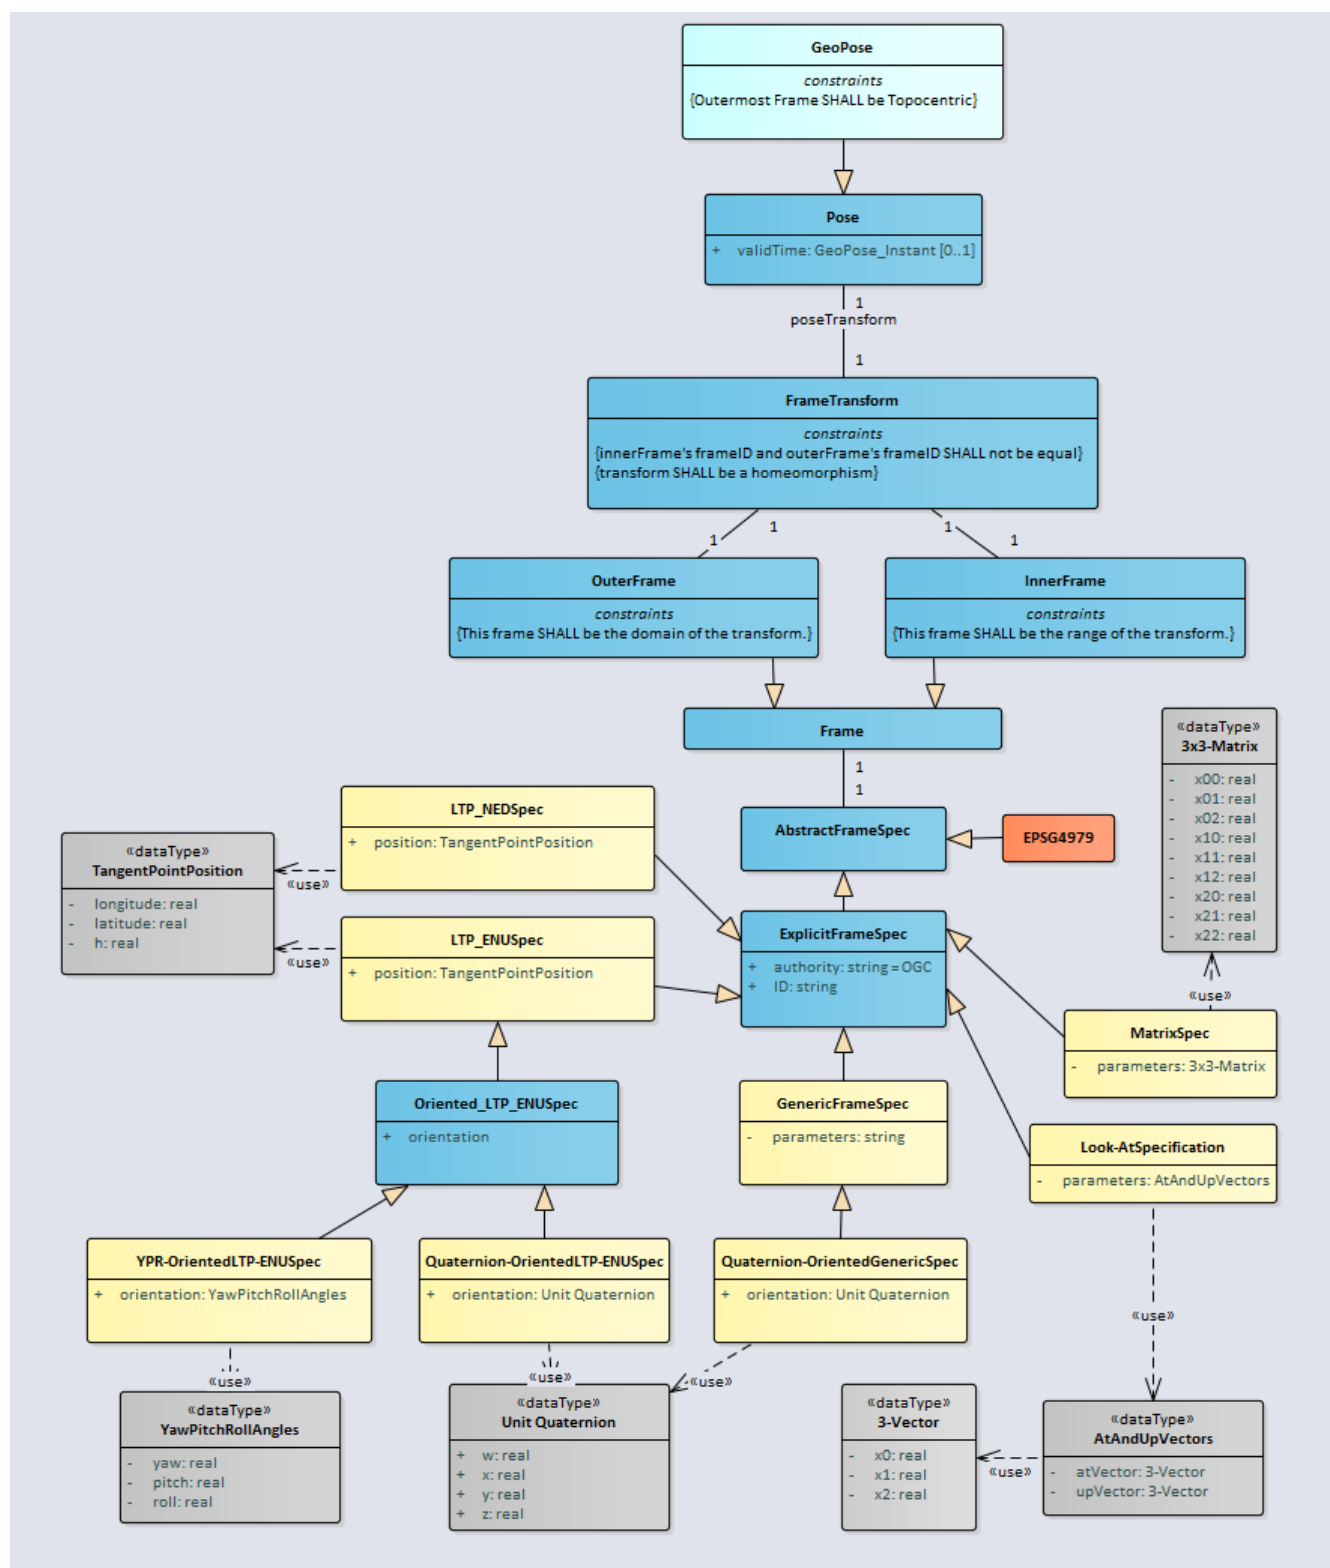 GeoPose
constraints
{Outermost Frame SHALL be Topocentric}
Pose
+ validTime: GeoPose_Instant [0..1]
1
poseTransform
1
FrameTransform
constraints
{innerFrame's frameID and outerFrame's frameID SHALL not be equal}
{transform SHALL be a homeomorphism}
1
1
1
1
OuterFrame
constraints
{This frame SHALL be the domain of the transform.}
InnerFrame
constraints
{This frame SHALL be the range of the transform.}
Frame
1
1
«dataType»
3x3-Matrix
- x00: real
- x01: real
- x02: real
- x10: real
- x11: real
- x12: real
- x20: real
- x21: real
- x22: real
«use»
LTP_NEDSpec
+ position: TangentPointPosition
AbstractFrameSpec
EPSG4979
«dataType»
TangentPointPosition
- longitude: real
- latitude: real
- h: real
«use»
«use»
LTP_ENUSpec
+ position: TangentPointPosition
ExplicitFrameSpec
+ authority: string = OGC
+ ID: string
MatrixSpec
- parameters: 3x3-Matrix
Oriented_LTP_ENUSpec
+ orientation
GenericFrameSpec
- parameters: string
Look-AtSpecification
- parameters: AtAndUpVectors
YPR-OrientedLTP-ENUSpec
+ orientation: YawPitchRollAngles
Quaternion-OrientedLTP-ENUSpec
+ orientation: Unit Quaternion
Quaternion-OrientedGenericSpec
+ orientation: Unit Quaternion
«use»
«use»
«use»
«use»
«dataType»
YawPitchRollAngles
- yaw: real
- pitch: real
- roll: real
«dataType»
Unit Quaternion
+ w: real
+ x: real
+ y: real
+ z: real
«dataType»
3-Vector
- x0: real
- x1: real
- x2: real
«use»
«dataType»
AtAndUpVectors
- atVector: 3-Vector
- upVector: 3-Vector